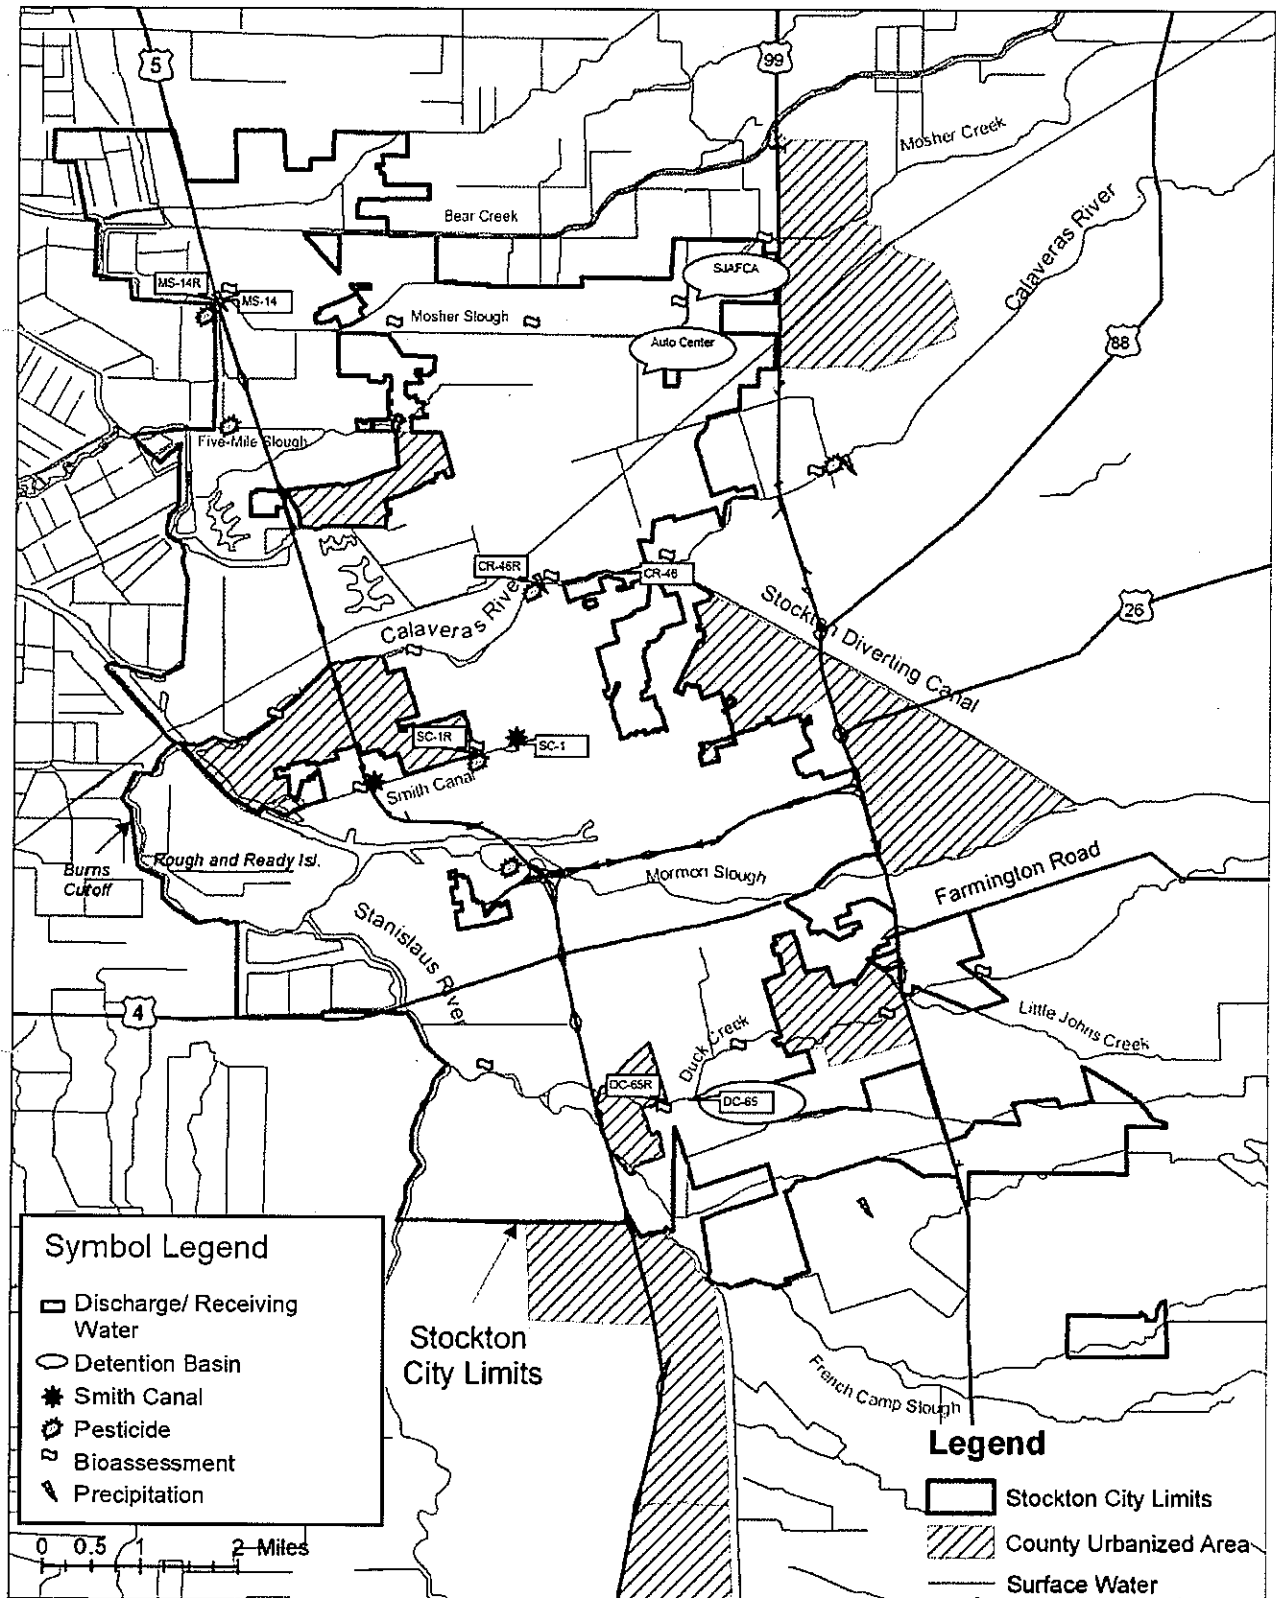 5
99
Mosher Creek
Bear Creek
Calaveras River
SJAFCA
MS-14R
MS-14
Mosher Slough
Auto Center
88
Five-Mile Slough
CR-46R
CR-46
26
Calaveras River
Stockton Diverting Canal
SC-1R
SC-1
Smith Canal
Rough and Ready Isl.
Burns
Cutoff
Mormon Slough
Farmington Road
Stanislaus River
4
Duck Creek
Little Johns Creek
DC-65R
DC-65
Symbol Legend
Discharge/ Receiving
Water
Detention Basin
Smith Canal
Pesticide
Bioassessment
Precipitation
0 0.5 1 2 Miles
Stockton
City Limits
French Camp Slough
Legend
Stockton City Limits
County Urbanized Area
Surface Water